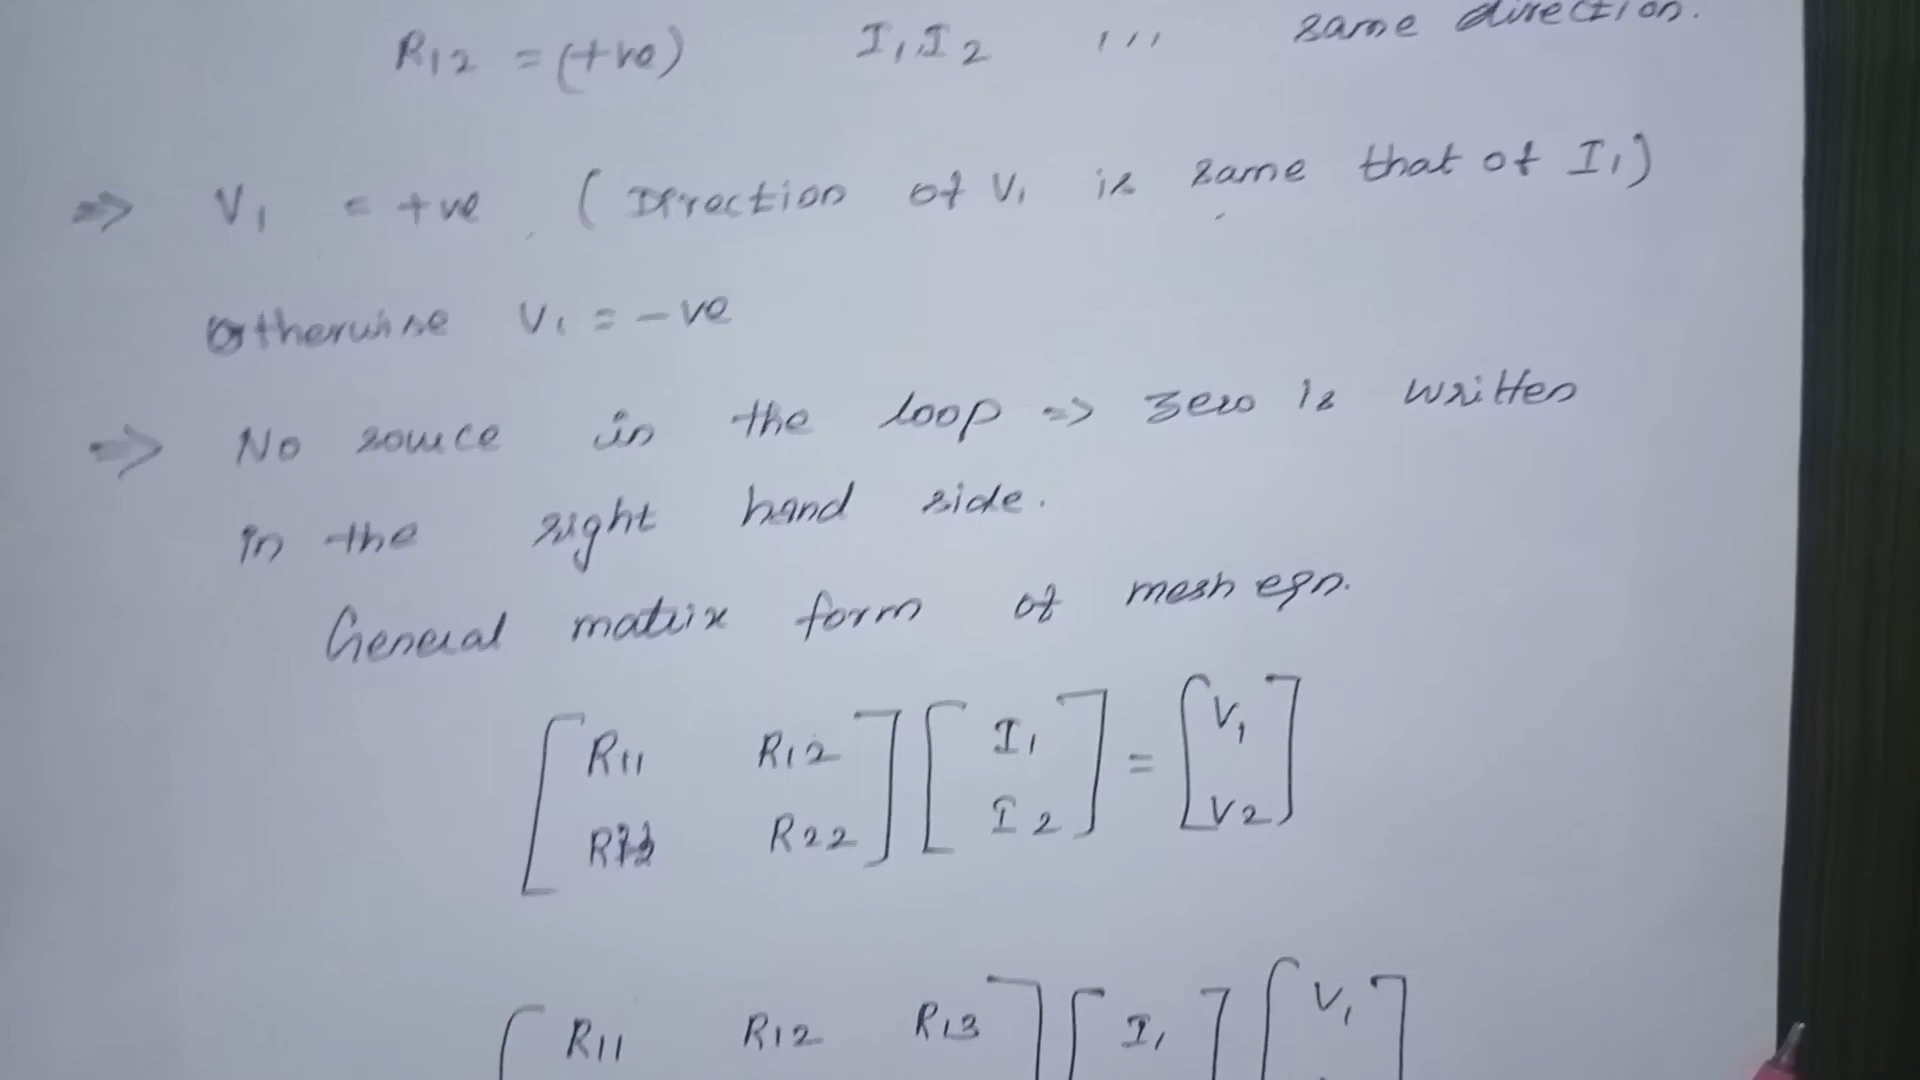 R12 = (+ve) I1, I2 ,,, same direction.
=> V1 = +ve (Direction of V1 is same that of I1)
Otherwise V1 = -ve
=> No source in the loop => zero is written
in the right hand side.
General matrix form of mesh eqn.
[ R11 R12 ] [ I1 ] = [ V1 ]
[ R22 ] [ I2 ] [ V2 ]
[ R11 R12 R13 ] [ I1 ] [ V1 ]